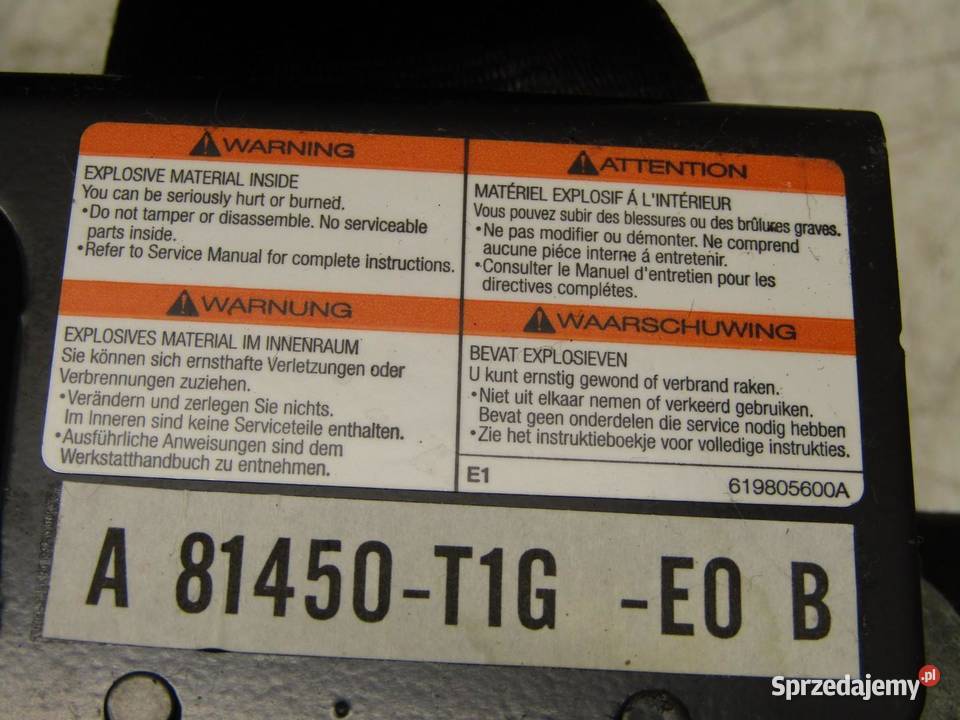 WARNING
EXPLOSIVE MATERIAL INSIDE
You can be seriously hurt or burned.
•Do not tamper or disassemble. No serviceable
parts inside.
•Refer to Service Manual for complete instructions.
ATTENTION
MATÉRIEL EXPLOSIF Á L'INTÉRIEUR
Vous pouvez subir des blessures ou des brûlures graves.
•Ne pas modifier ou démonter. Ne comprend
aucune piéce interne á entretenir.
•Consulter le Manuel d'entretien pour les
directives complétes.
WARNUNG
EXPLOSIVES MATERIAL IM INNENRAUM
Sie können sich ernsthafte Verletzungen oder
Verbrennungen zuziehen.
•Verändern und zerlegen Sie nichts.
Im Inneren sind keine Serviceteile enthalten.
•Ausführliche Anweisungen sind dem
Werkstatthandbuch zu entnehmen.
WAARSCHUWING
BEVAT EXPLOSIEVEN
U kunt ernstig gewond of verbrand raken.
•Niet uit elkaar nemen of verkeerd gebruiken.
Bevat geen onderdelen die service nodig hebben
•Zie het instruktieboekje voor volledige instrukties.
E1 619805600A
A 81450-T1G -E0 B
Sprzedajemy.pl